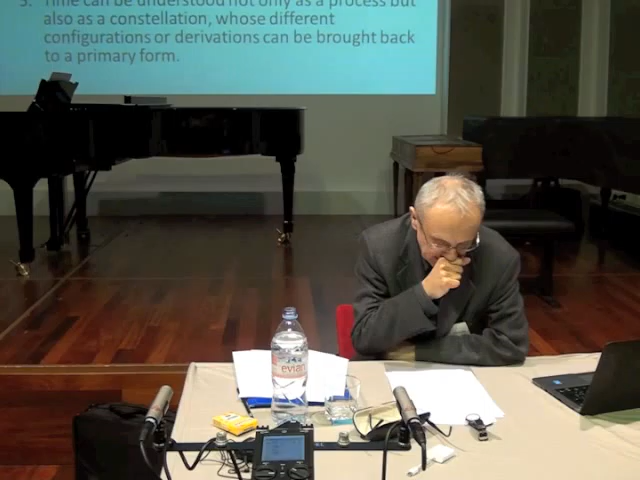 3. Time can be understood not only as a process but
also as a constellation, whose different
configurations or derivations can be brought back
to a primary form.
evian